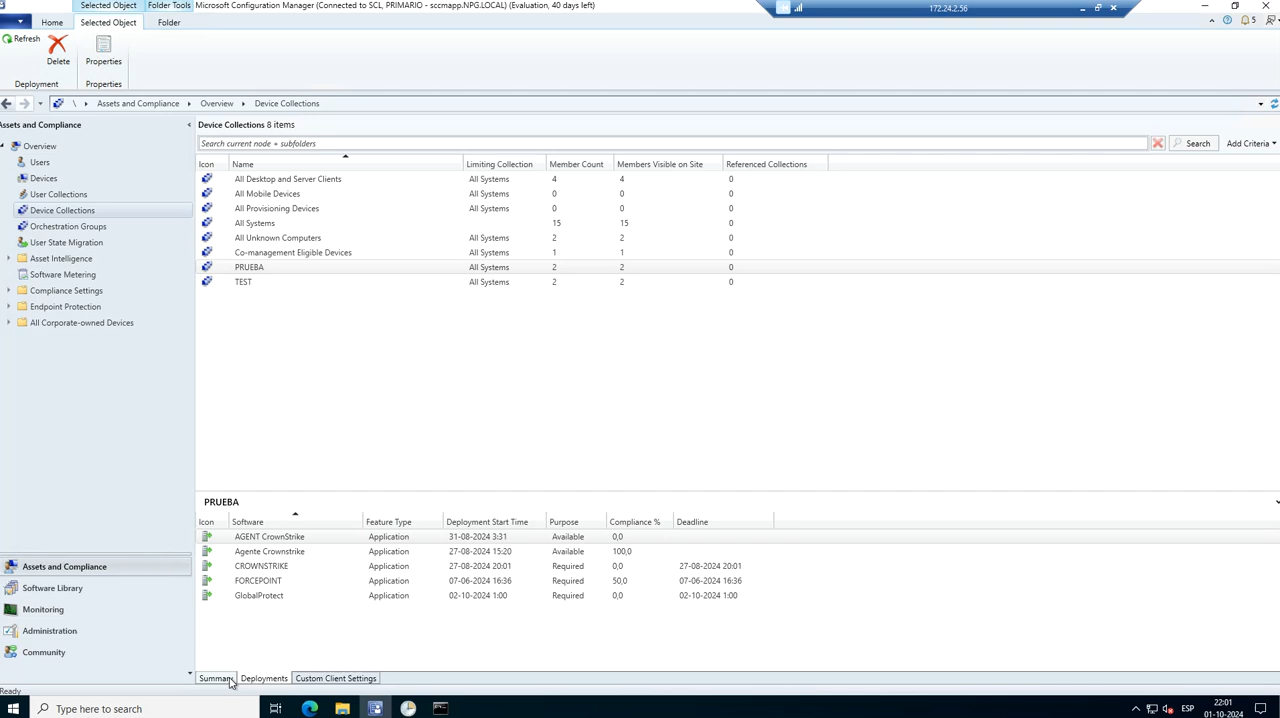 Selected Object Folder Tools Microsoft Configuration Manager (Connected to SCL, PRIMARIO - sccmapp.NPG.LOCAL) (Evaluation, 40 days left) 172.24.2.56
Home Selected Object Folder 5
Refresh
Delete Properties
Deployment Properties
\ Assets and Compliance Overview Device Collections
Assets and Compliance
Device Collections 8 items
Search current node + subfolders Search Add Criteria
Overview
Users
Devices
User Collections
Device Collections
Orchestration Groups
User State Migration
Asset Intelligence
Software Metering
Compliance Settings
Endpoint Protection
All Corporate-owned Devices
Icon Name Limiting Collection Member Count Members Visible on Site Referenced Collections
All Desktop and Server Clients All Systems 4 4 0
All Mobile Devices All Systems 0 0 0
All Provisioning Devices All Systems 0 0 0
All Systems 15 15 0
All Unknown Computers All Systems 2 2 0
Co-management Eligible Devices All Systems 1 1 0
PRUEBA All Systems 2 2 0
TEST All Systems 2 2 0
PRUEBA
Icon Software Feature Type Deployment Start Time Purpose Compliance % Deadline
AGENT CrownStrike Application 31-08-2024 3:31 Available 0,0
Agente Crownstrike Application 27-08-2024 15:20 Available 100,0
CROWNSTRIKE Application 27-08-2024 20:01 Required 0,0 27-08-2024 20:01
FORCEPOINT Application 07-06-2024 16:36 Required 50,0 07-06-2024 16:36
GlobalProtect Application 02-10-2024 1:00 Required 0,0 02-10-2024 1:00
Assets and Compliance
Software Library
Monitoring
Administration
Community
Summary Deployments Custom Client Settings
Ready
Type here to search ESP 22:01
01-10-2024